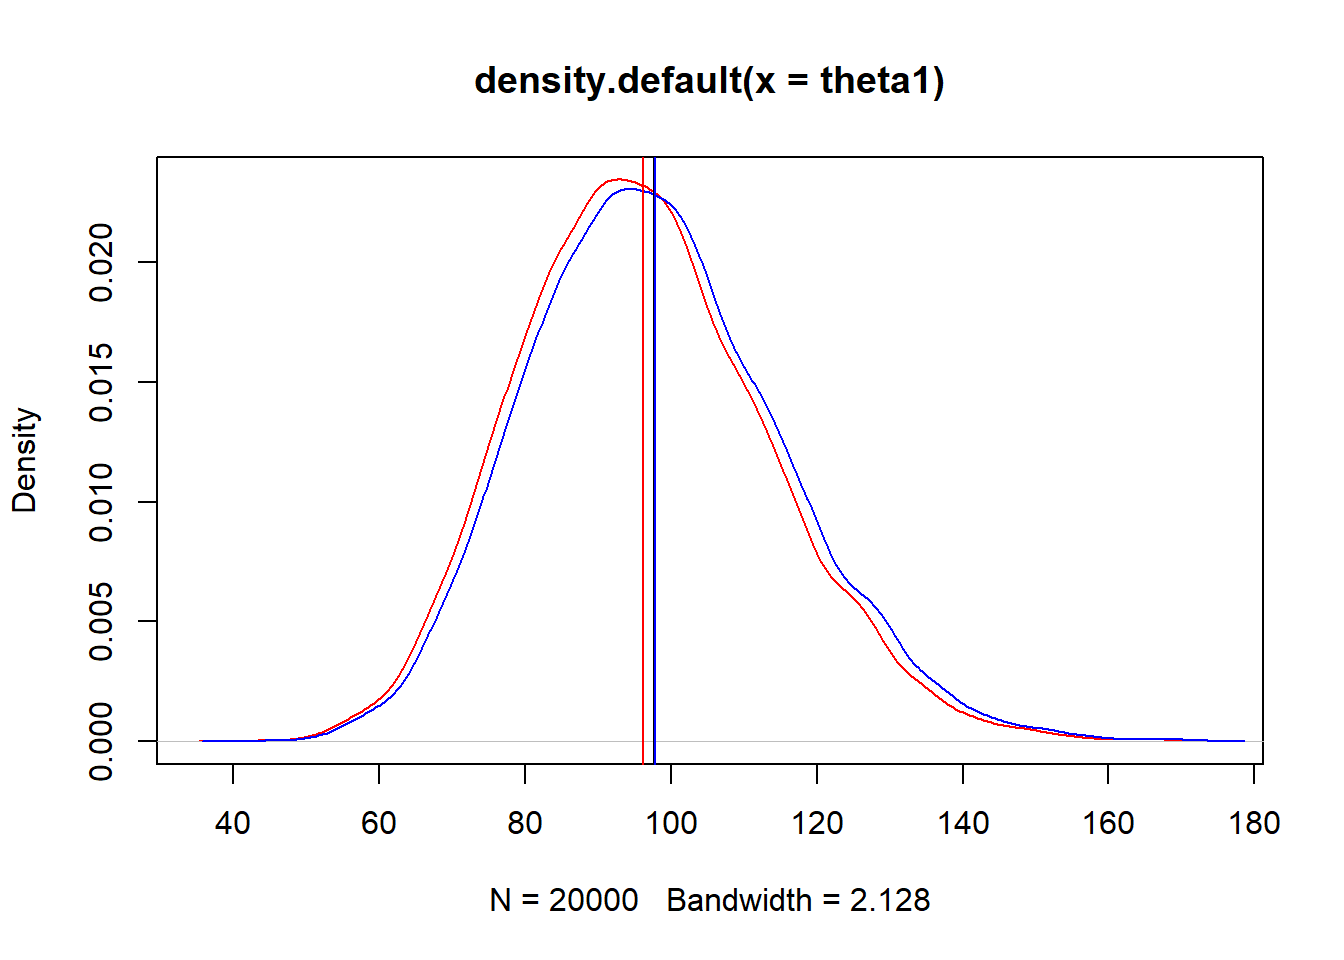 density.default(x = theta1)
Density
0.020
0.015
0.010
0.005
0.000
40 60 80 100 120 140 160 180
N = 20000 Bandwidth = 2.128